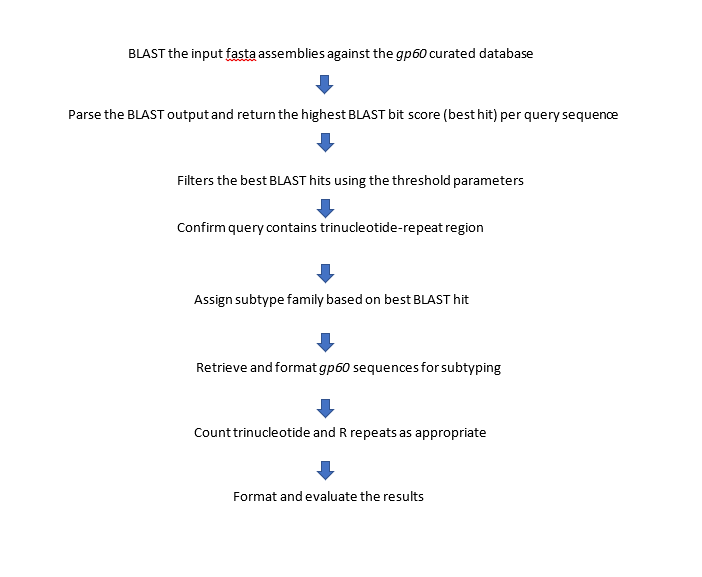 BLAST the input fasta assemblies against the gp60 curated database
Parse the BLAST output and return the highest BLAST bit score (best hit) per query sequence
Filters the best BLAST hits using the threshold parameters
Confirm query contains trinucleotide-repeat region
Assign subtype family based on best BLAST hit
Retrieve and format gp60 sequences for subtyping
Count trinucleotide and R repeats as appropriate
Format and evaluate the results